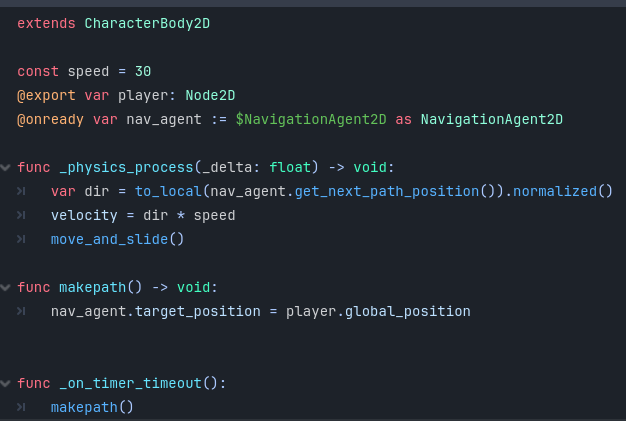 extends CharacterBody2D
const speed = 30
@export var player: Node2D
@onready var nav_agent := $NavigationAgent2D as NavigationAgent2D
func _physics_process(_delta: float) -> void:
var dir = to_local(nav_agent.get_next_path_position()).normalized()
velocity = dir * speed
move_and_slide()
func makepath() -> void:
nav_agent.target_position = player.global_position
func _on_timer_timeout():
makepath()